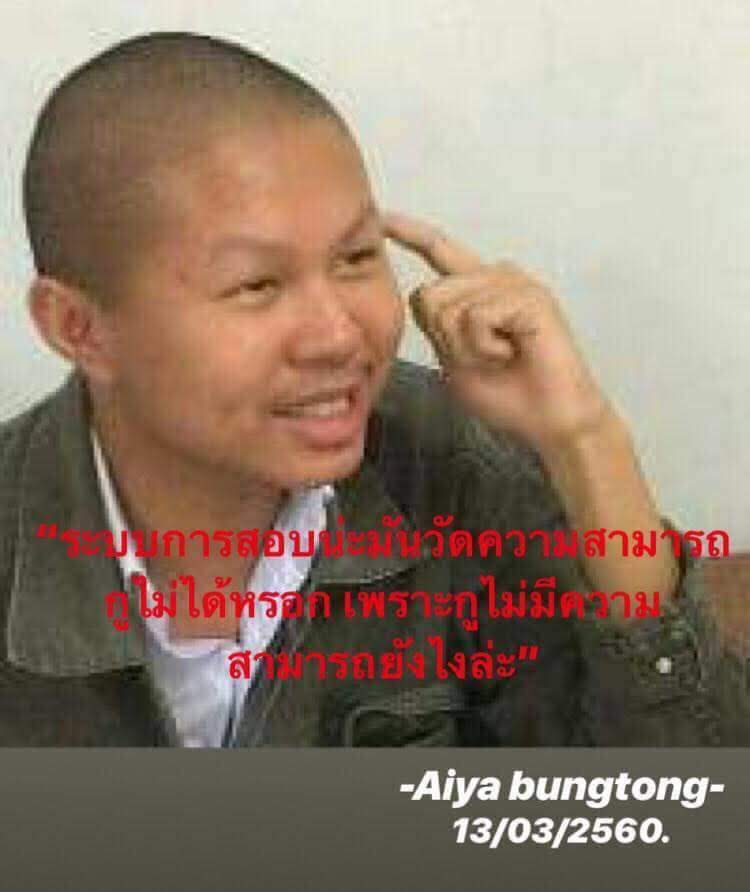 “ระบบการสอบน่ะมันวัดความสามารถ
กูไม่ได้หรอก เพราะกูไม่มีความ
สามารถยังไงล่ะ”
-Aiya bungtong-
13/03/2560.